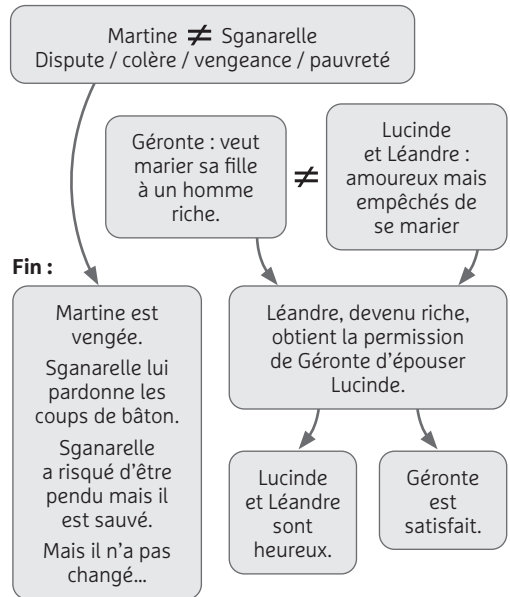 Martine ≠ Sganarelle
Dispute / colère / vengeance / pauvreté
Géronte : veut
marier sa fille
à un homme
riche.
≠
Lucinde
et Léandre :
amoureux mais
empêchés de
se marier
Fin :
Martine est
vengée.
Sganarelle lui
pardonne les
coups de bâton.
Sganarelle
a risqué d'être
pendu mais il
est sauvé.
Mais il n'a pas
changé...
Léandre, devenu riche,
obtient la permission
de Géronte d'épouser
Lucinde.
Lucinde
et Léandre
sont
heureux.
Géronte
est
satisfait.